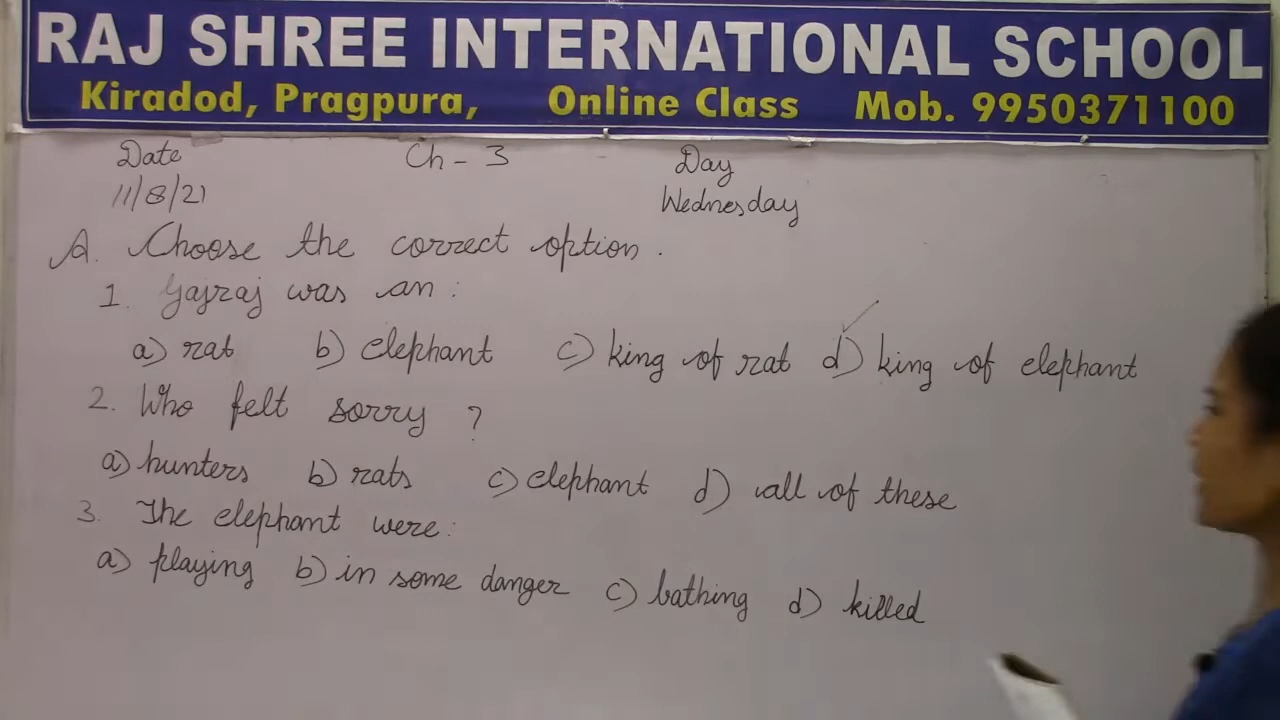 RAJ SHREE INTERNATIONAL SCHOOL
Kiradod, Pragpura, Online Class Mob. 9950371100
Date Ch - 3 Day
11/8/21 Wednesday
A. Choose the correct option.
1. Gajraj was an :
a) rat b) elephant c) king of rat d) king of elephant
2. Who felt sorry ?
a) hunters b) rats c) elephant d) all of these
3. The elephant were :
a) playing b) in some danger c) bathing d) killed